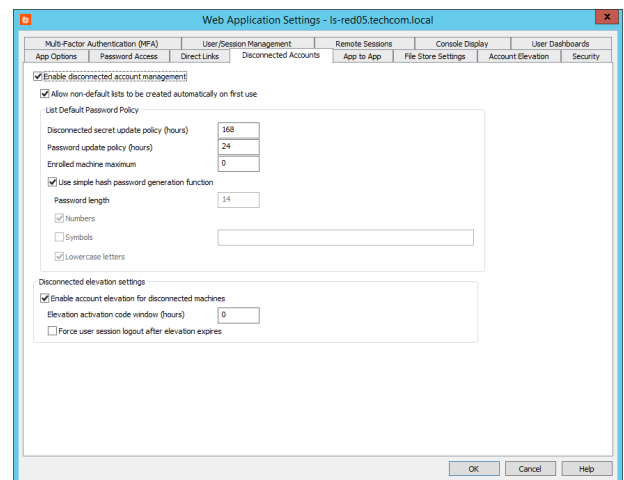 Web Application Settings - ls-red05.techcom.local
x
Multi-Factor Authentication (MFA) User/Session Management Remote Sessions Console Display User Dashboards
App Options Password Access Direct Links Disconnected Accounts App to App File Store Settings Account Elevation Security
Enable disconnected account management
Allow non-default lists to be created automatically on first use
List Default Password Policy
Disconnected secret update policy (hours) 168
Password update policy (hours) 24
Enrolled machine maximum 0
Use simple hash password generation function
Password length 14
Numbers
Symbols
Lowercase letters
Disconnected elevation settings
Enable account elevation for disconnected machines
Elevation activation code window (hours) 0
Force user session logout after elevation expires
OK Cancel Help